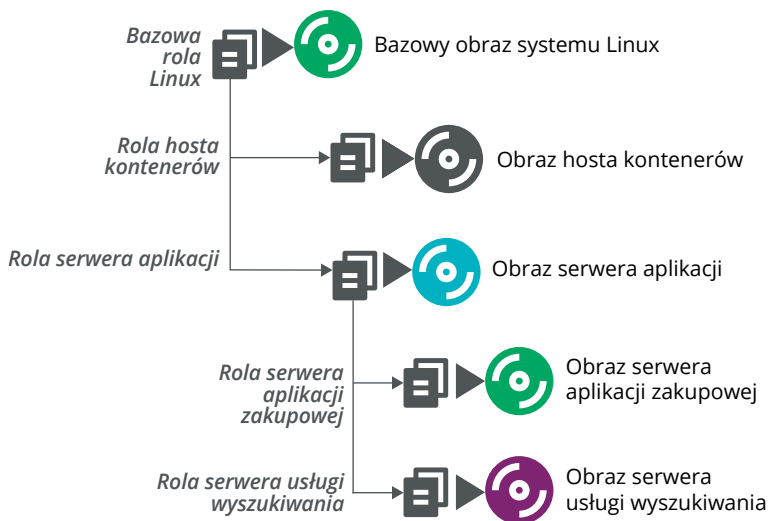 Bazowa
rola
Linux
Bazowy obraz systemu Linux
Rola hosta
kontenerów
Obraz hosta kontenerów
Rola serwera aplikacji
Obraz serwera aplikacji
Rola serwera
aplikacji
zakupowej
Obraz serwera
aplikacji zakupowej
Rola serwera usługi
wyszukiwania
Obraz serwera
usługi wyszukiwania